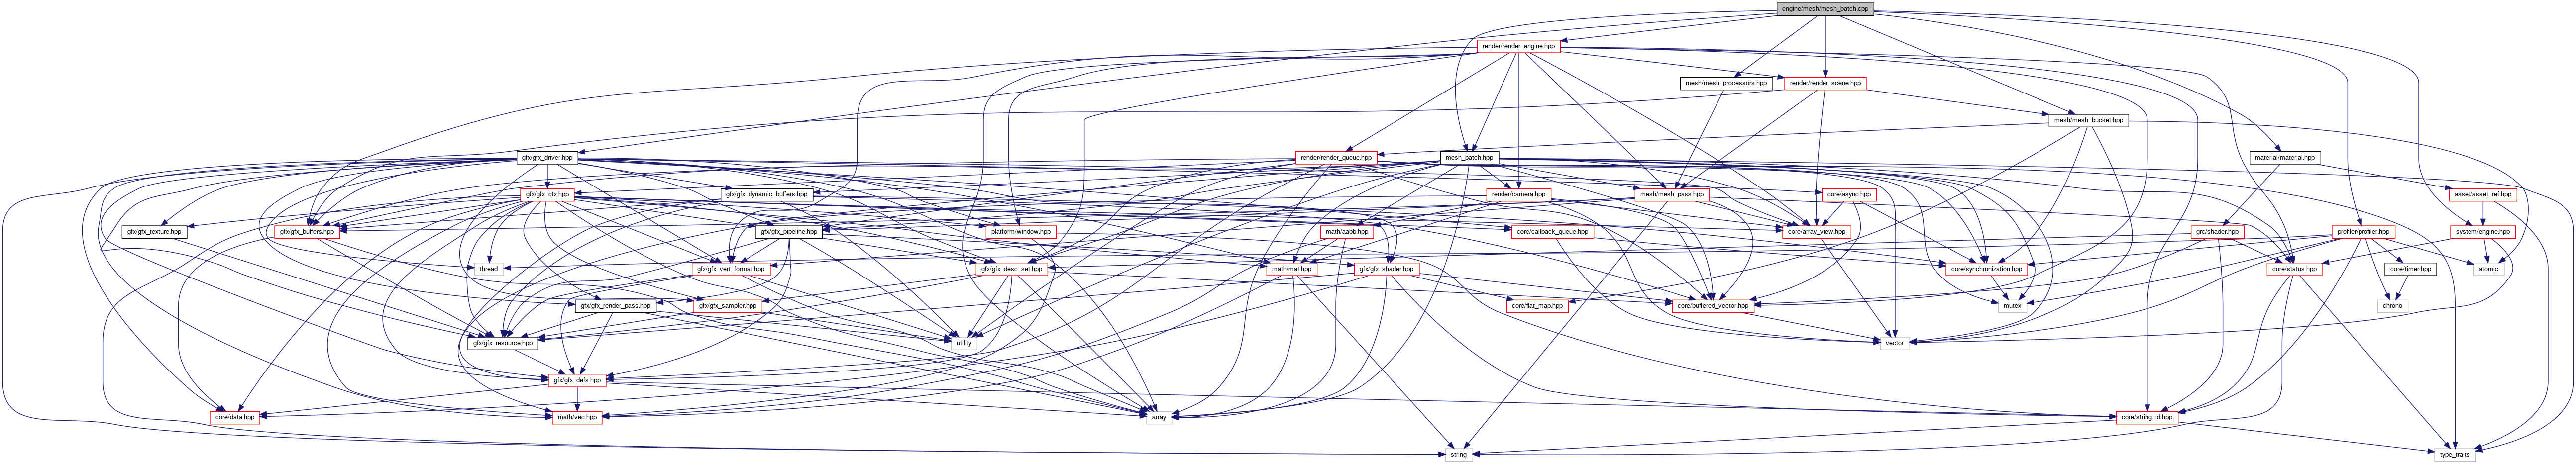 engine/mesh/mesh_batch.cpp
render/render_engine.hpp
mesh/mesh_processors.hpp
render/render_scene.hpp
mesh/mesh_bucket.hpp
gfx/gfx_driver.hpp
render/render_queue.hpp
mesh_batch.hpp
material/material.hpp
gfx/gfx_ctx.hpp
gfx/gfx_dynamic_buffers.hpp
render/camera.hpp
mesh/mesh_pass.hpp
core/async.hpp
asset/asset_ref.hpp
gfx/gfx_texture.hpp
gfx/gfx_buffers.hpp
gfx/gfx_pipeline.hpp
platform/window.hpp
core/callback_queue.hpp
math/aabb.hpp
core/array_view.hpp
grc/shader.hpp
profiler/profiler.hpp
system/engine.hpp
thread
gfx/gfx_vert_format.hpp
gfx/gfx_desc_set.hpp
math/mat.hpp
gfx/gfx_shader.hpp
core/synchronization.hpp
core/status.hpp
core/timer.hpp
atomic
gfx/gfx_render_pass.hpp
gfx/gfx_sampler.hpp
core/flat_map.hpp
core/buffered_vector.hpp
mutex
chrono
gfx/gfx_resource.hpp
utility
vector
gfx/gfx_defs.hpp
core/data.hpp
math/vec.hpp
array
core/string_id.hpp
string
type_traits